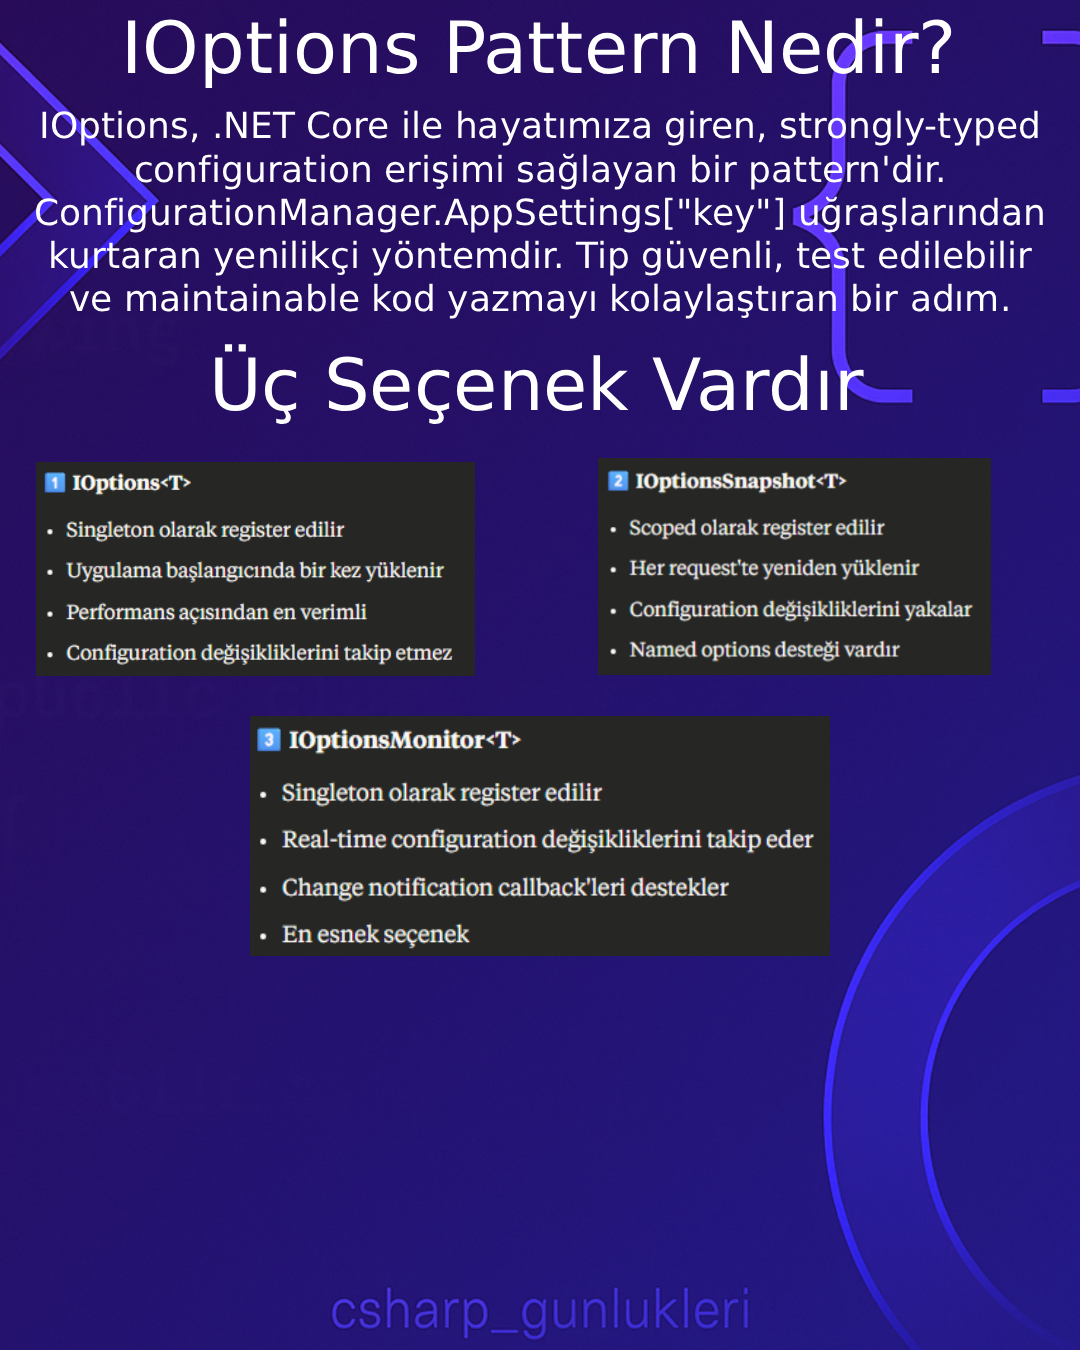 IOptions Pattern Nedir?
IOptions, .NET Core ile hayatımıza giren, strongly-typed
configuration erişimi sağlayan bir pattern'dir.
ConfigurationManager.AppSettings["key"] uğraşlarından
kurtaran yenilikçi yöntemdir. Tip güvenli, test edilebilir
ve maintainable kod yazmayı kolaylaştıran bir adım.
Üç Seçenek Vardır
1 IOptions<T>
• Singleton olarak register edilir
• Uygulama başlangıcında bir kez yüklenir
• Performans açısından en verimli
• Configuration değişikliklerini takip etmez
2 IOptionsSnapshot<T>
• Scoped olarak register edilir
• Her request'te yeniden yüklenir
• Configuration değişikliklerini yakalar
• Named options desteği vardır
3 IOptionsMonitor<T>
• Singleton olarak register edilir
• Real-time configuration değişikliklerini takip eder
• Change notification callback'leri destekler
• En esnek seçenek
csharp_gunlukleri